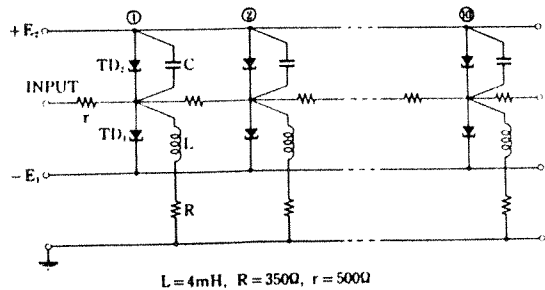 ① ② ⑩
+E₂
TD₂ C
INPUT
r
TD₁ L
−E₁
R
L=4mH, R=350Ω, r=500Ω